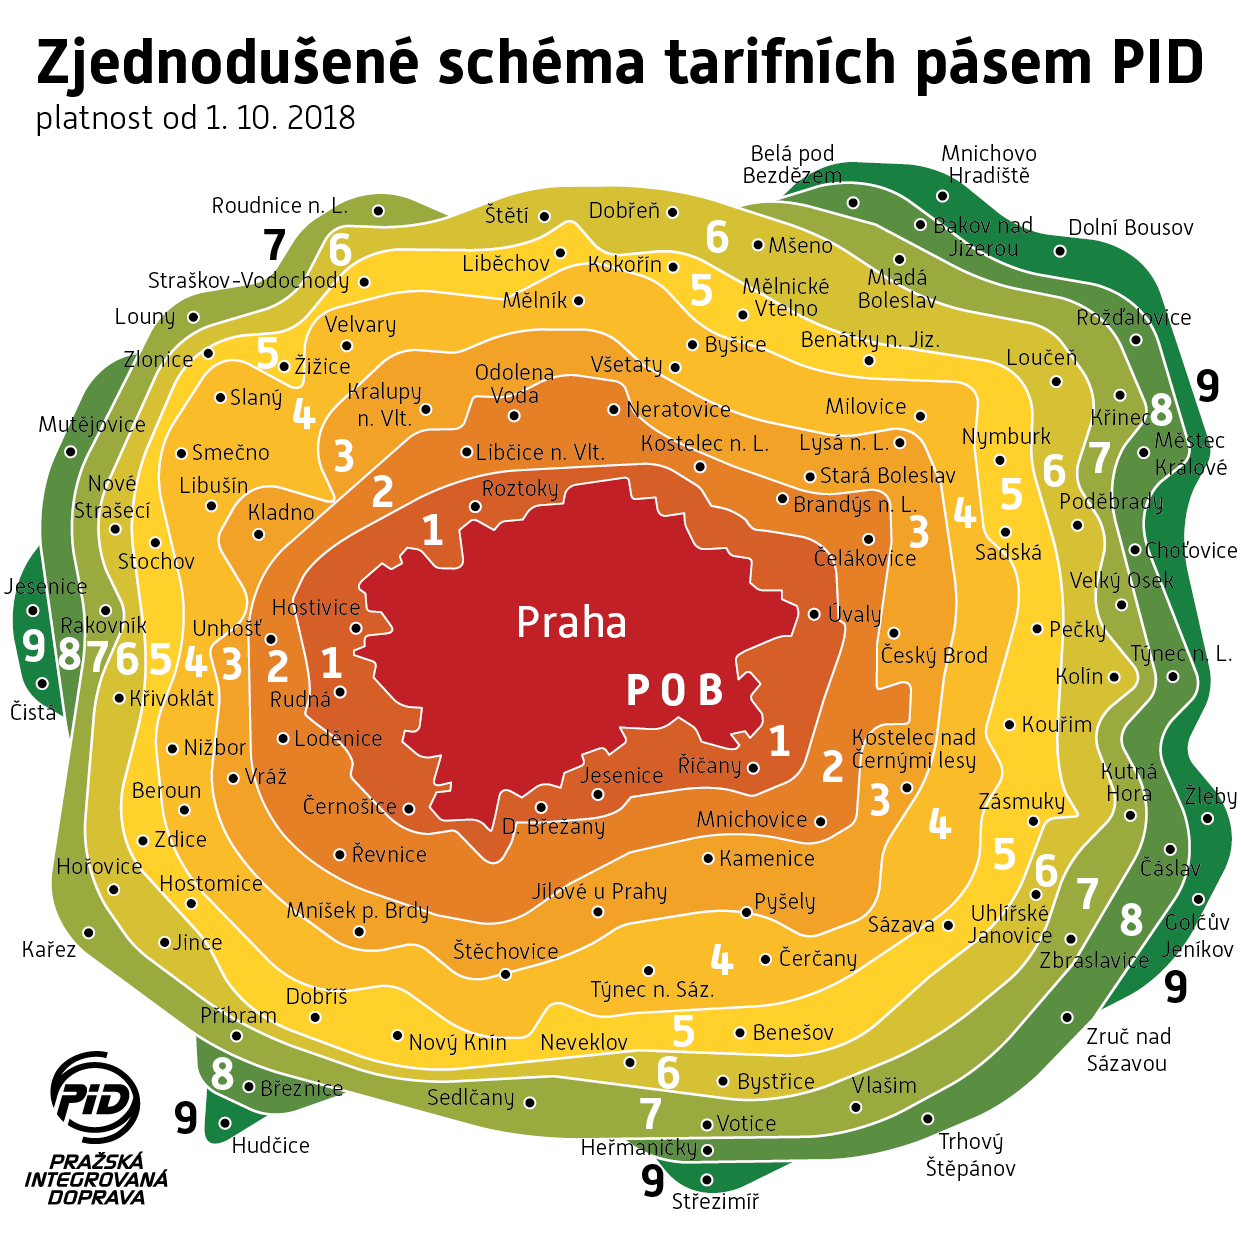 Zjednodušené schéma tarifních pásem PID
platnost od 1. 10. 2018
Belá pod
Bezdězem
Mnichovo
Hradiště
Roudnice n. L.
Štětí
Dobřeň
Bakov nad
Jizerou
Dolní Bousov
7
6
6
Mšeno
Liběchov
Kokořín
Mladá
Boleslav
Straškov-Vodochody
5
Mělnické
Vtelno
Mělník
Louny
Velvary
Rožďalovice
Zlonice
5
Žižice
Všetaty
Byšice
Benátky n. Jiz.
Loučeň
Odolena
Voda
9
Slaný
4
Kralupy
n. Vlt.
Neratovice
Milovice
Křinec
8
Mutějovice
Smečno
3
Libčice n. Vlt.
Kostelec n. L.
Lysá n. L.
Nymburk
6
7
Městec
Králové
Nové
Strašecí
Libušín
2
Roztoky
Stará Boleslav
5
Poděbrady
Kladno
1
Brandýs n. L.
3
4
Stochov
Čelákovice
Sadská
Choťovice
Jesenice
Velký Osek
Hostivice
Praha
Úvaly
Rakovník
Unhošť
Pečky
9
8
7
6
5
4
3
2
1
Český Brod
Týnec n. L.
Křivoklát
Rudná
P O B
Kolín
Čistá
Nižbor
Loděnice
1
Kostelec nad
Černými lesy
Kouřim
Vráž
Jesenice
Říčany
2
Kutná
Hora
Beroun
Černošice
3
Zásmuky
Žleby
D. Břežany
Mnichovice
4
Zdice
Řevnice
Kamenice
5
6
Čáslav
Hořovice
Hostomice
Jílové u Prahy
7
Mníšek p. Brdy
Pyšely
Sázava
Uhlířské
Janovice
8
Golčův
Jeníkov
Kařez
Jince
Štěchovice
4
Čerčany
Zbraslavice
9
Dobříš
Týnec n. Sáz.
Příbram
Nový Knín
Neveklov
5
Benešov
Zruč nad
Sázavou
8
Březnice
6
Bystřice
Vlašim
Sedlčany
7
Votice
9
Hudčice
Heřmaničky
Trhový
Štěpánov
9
Střezimíř
PID
PRAŽSKÁ
INTEGROVANÁ
DOPRAVA